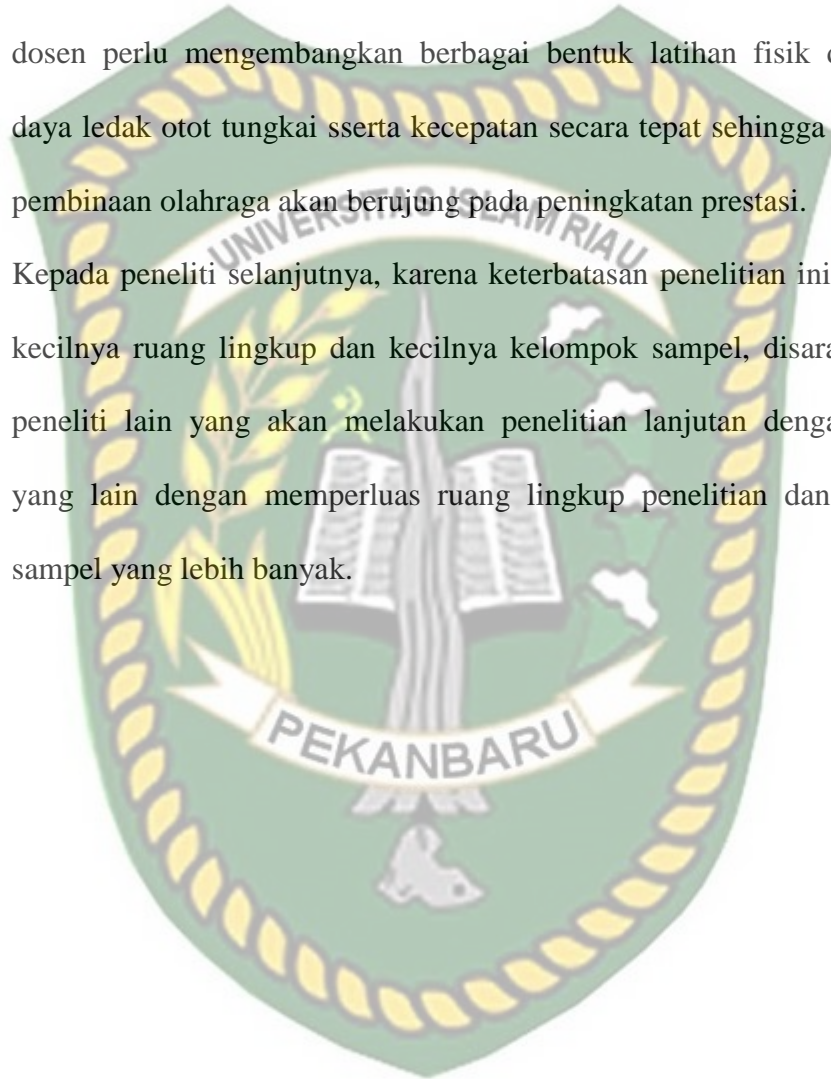 dosen perlu mengembangkan berbagai bentuk latihan fisik
daya ledak otot tungkai sserta kecepatan secara tepat sehingga
pembinaan olahraga akan berujung pada peningkatan prestasi.
UNIVERSITAS ISLAM RIAU
Kepada peneliti selanjutnya, karena keterbatasan penelitian ini
kecilnya ruang lingkup dan kecilnya kelompok sampel,
peneliti lain yang akan melakukan penelitian lanjutan
yang lain dengan memperluas ruang lingkup penelitian dan
sampel yang lebih banyak.
PEKANBARU